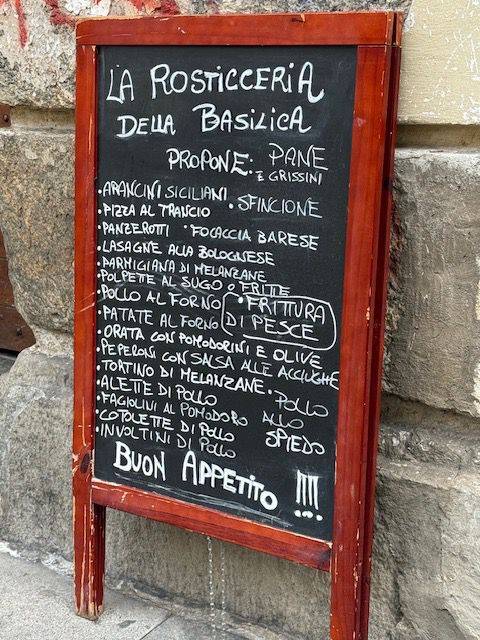 LA ROSTICCERIA
DELLA BASILICA
PROPONE: PANE
E GRISSINI
• ARANCINI SICILIANI • SFINCIONE
• PIZZA AL TRANCIO
• PANZEROTTI • FOCACCIA BARESE
• LASAGNE ALLA BOLOGNESE
• PARMIGIANA DI MELANZANE
• POLPETTE AL SUGO O FRITTE
• POLLO AL FORNO • FRITTURA
• PATATE AL FORNO DI PESCE
• ORATA CON POMODORINI E OLIVE
• PEPERONI CON SALSA ALLE ACCIUGHE
• TORTINO DI MELANZANE • POLLO
• ALETTE DI POLLO ALLO
• FAGIOLINI AL POMODORO SPIEDO
• COTOLETTE DI POLLO
• INVOLTINI DI POLLO
BUON APPETITO !!!!